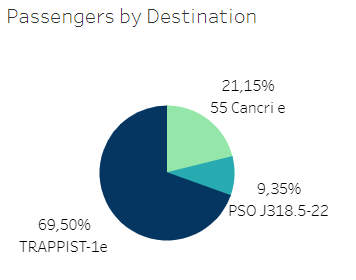 Passengers by Destination
21,15%
55 Cancri e
9,35%
PSO J318.5-22
69,50%
TRAPPIST-1e